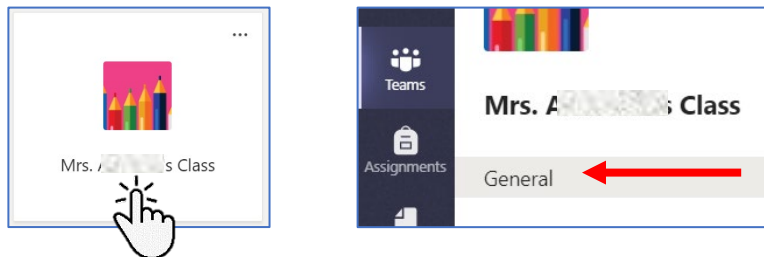 ...
Mrs. s Class
Teams
Mrs. A s Class
Assignments
General